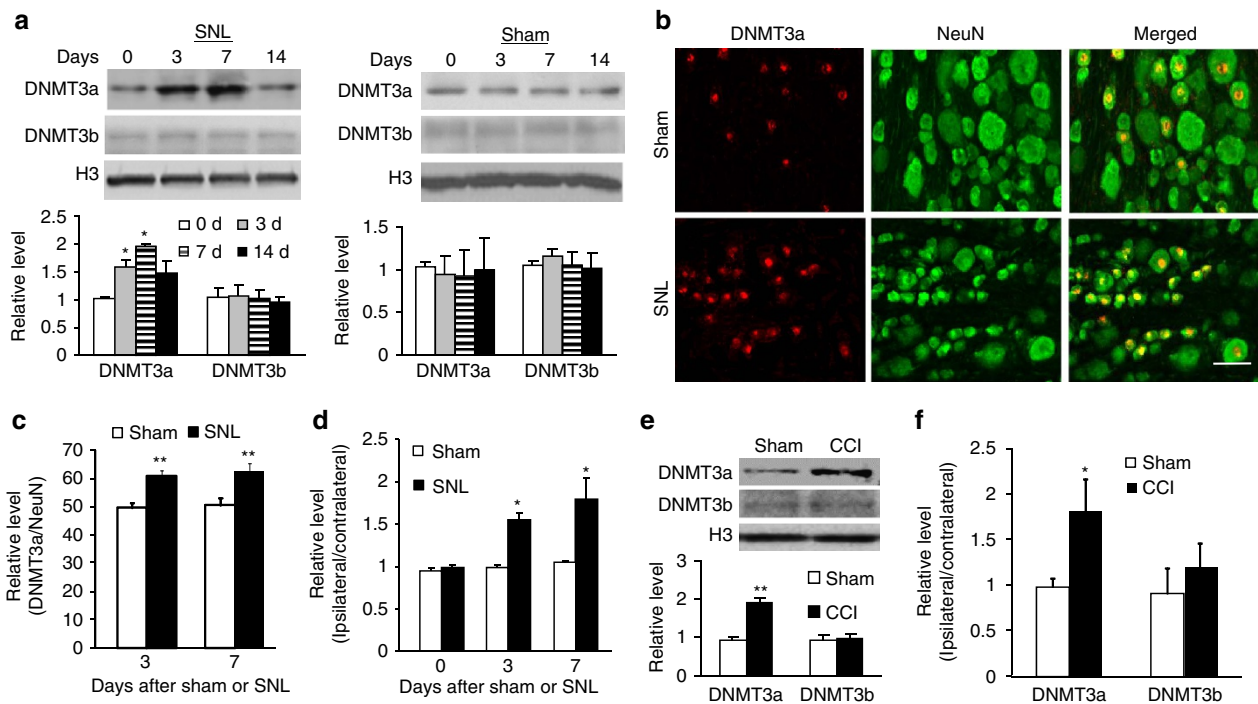 a
SNL
Days 0 3 7 14
DNMT3a
DNMT3b
H3
Relative level
2.5
2
1.5
1
0.5
0
0 d 3 d
7 d 14 d
* *
DNMT3a DNMT3b
Sham
Days 0 3 7 14
DNMT3a
DNMT3b
H3
Relative level
1.5
1
0.5
0
DNMT3a DNMT3b
b
DNMT3a NeuN Merged
Sham
SNL
c
Sham SNL
Relative level
(DNMT3a/NeuN)
70
60
50
40
30
20
10
0
** **
3 7
Days after sham or SNL
d
Sham
SNL
Relative level
(Ipsilateral/contralateral)
2.5
2
1.5
1
0.5
0
* *
0 3 7
Days after sham or SNL
e
Sham CCI
DNMT3a
DNMT3b
H3
Relative level
3
2
1
0
**
Sham
CCI
DNMT3a DNMT3b
f
Relative level
(Ipsilateral/contralateral)
2.5
2
1.5
1
0.5
0
*
Sham
CCI
DNMT3a DNMT3b